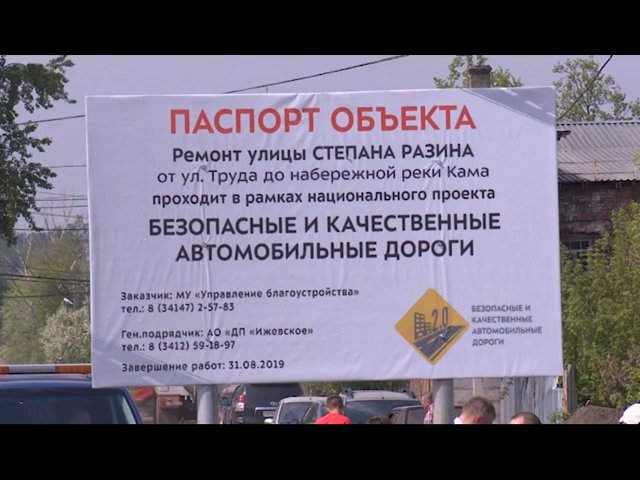 ПАСПОРТ ОБЪЕКТА
Ремонт улицы СТЕПАНА РАЗИНА
от ул. Труда до набережной реки Кама
проходит в рамках национального проекта
БЕЗОПАСНЫЕ И КАЧЕСТВЕННЫЕ
АВТОМОБИЛЬНЫЕ ДОРОГИ
Заказчик: МУ «Управление благоустройства»
тел.: 8 (34147) 2-57-83
Ген.подрядчик: АО «ДП «Ижевское»
тел.: 8 (3412) 59-18-97
Завершение работ: 31.08.2019
2.0
БЕЗОПАСНЫЕ И
КАЧЕСТВЕННЫЕ
АВТОМОБИЛЬНЫЕ
ДОРОГИ